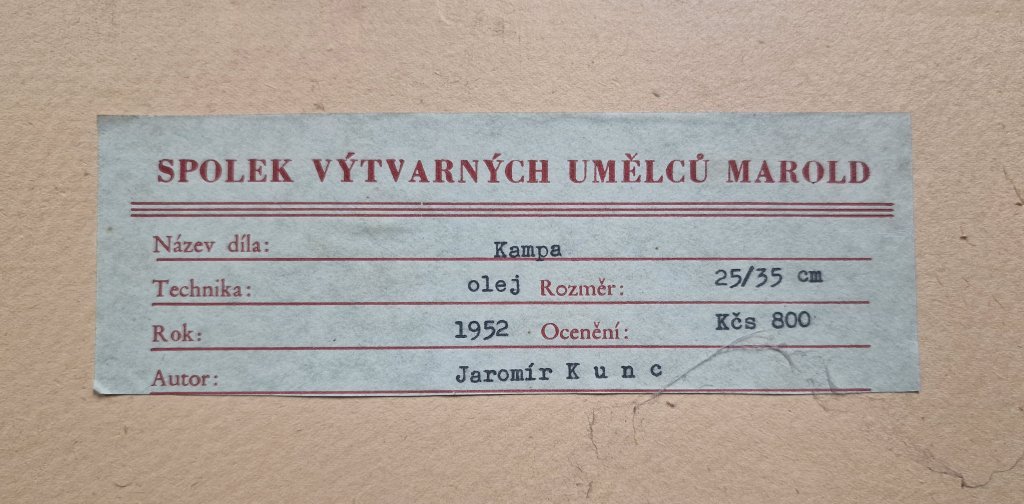 SPOLEK VÝTVARNÝCH UMĚLCŮ MAROLD
Název díla: Kampa
Technika: olej Rozměr: 25/35 cm
Rok: 1952 Ocenění: Kčs 800
Autor: Jaromír K u n c